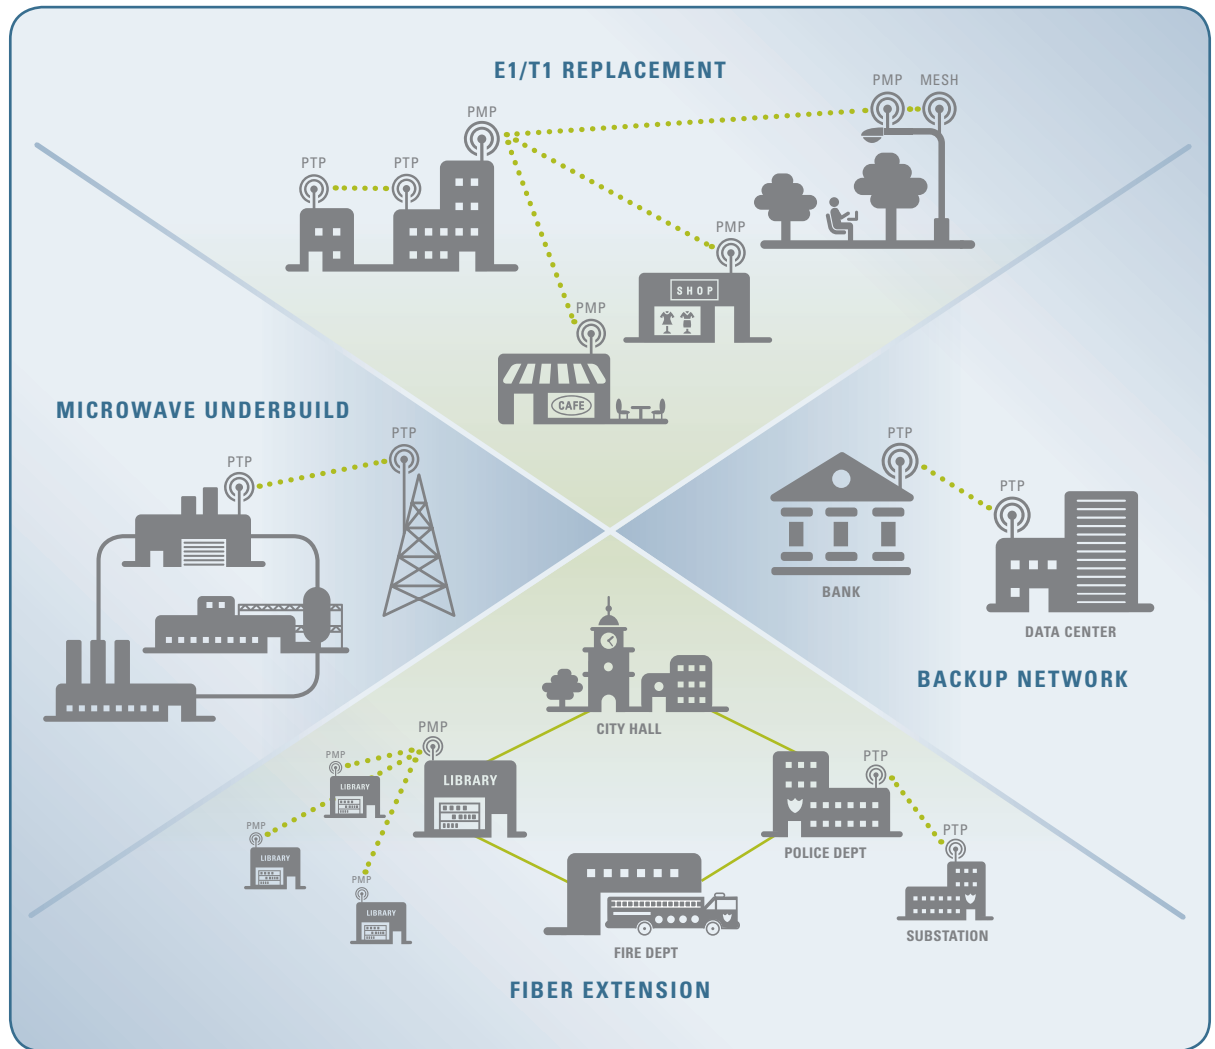 E1/T1 REPLACEMENT
PMP MESH
PMP
PTP PTP
PMP
SHOP
PMP
CAFE
MICROWAVE UNDERBUILD
PTP
PTP
PTP
PTP
BANK
DATA CENTER
BACKUP NETWORK
CITY HALL
PMP
PMP
LIBRARY
LIBRARY
PMP
LIBRARY
PMP
LIBRARY
PTP
POLICE DEPT
PTP
SUBSTATION
FIRE DEPT
FIBER EXTENSION